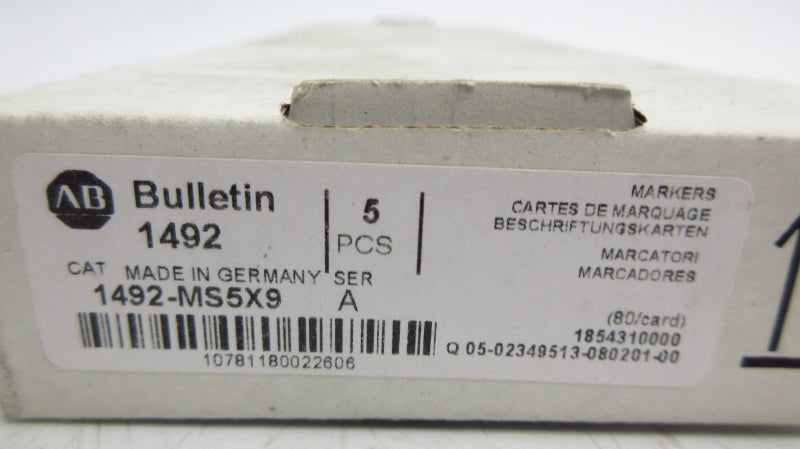 AB Bulletin
1492
5
PCS
MARKERS
CARTES DE MARQUAGE
BESCHRIFTUNGSKARTEN
MARCATORI
MARCADORES
CAT MADE IN GERMANY SER
1492-MS5X9 A
(80/card)
1854310000
Q 05-02349513-080201-00
10781180022606